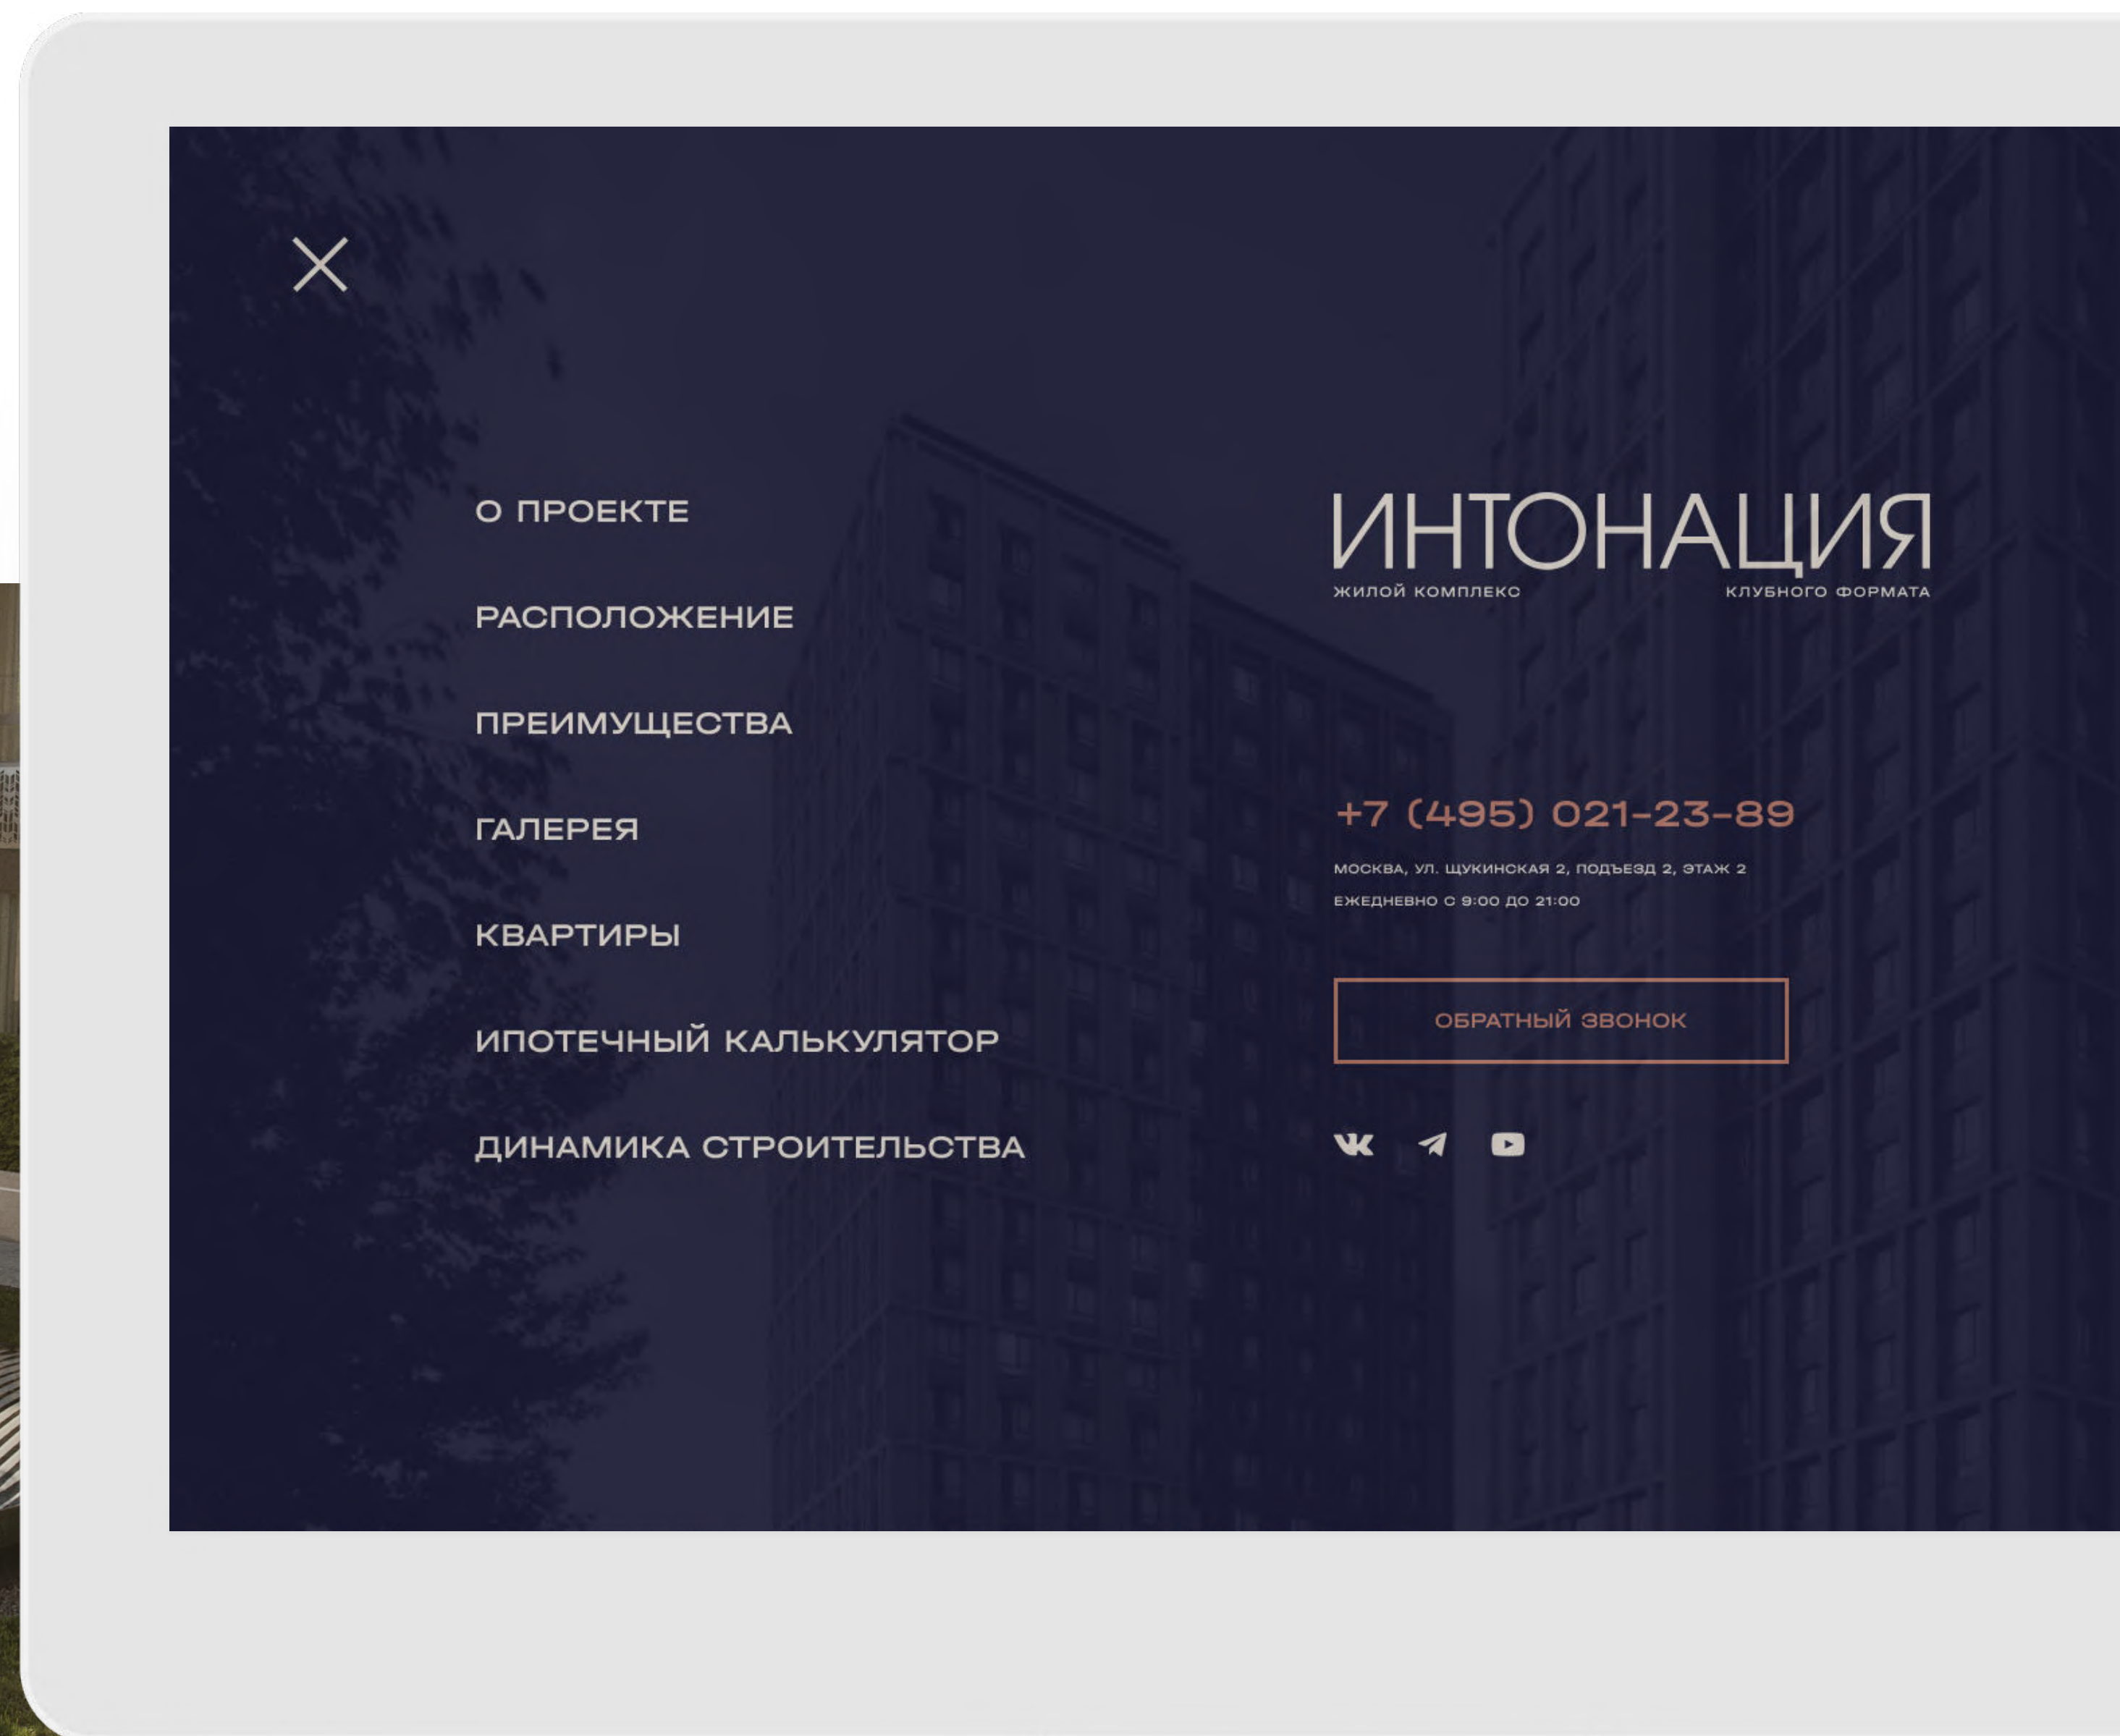 О ПРОЕКТЕ
РАСПОЛОЖЕНИЕ
ПРЕИМУЩЕСТВА
ГАЛЕРЕЯ
КВАРТИРЫ
ИПОТЕЧНЫЙ КАЛЬКУЛЯТОР
ДИНАМИКА СТРОИТЕЛЬСТВА
ИНТОНАЦИЯ
ЖИЛОЙ КОМПЛЕКС КЛУБНОГО ФОРМАТА
+7 (495) 021-23-89
МОСКВА, УЛ. ЩУКИНСКАЯ 2, ПОДЪЕЗД 2, ЭТАЖ 2
ЕЖЕДНЕВНО С 9:00 ДО 21:00
ОБРАТНЫЙ ЗВОНОК